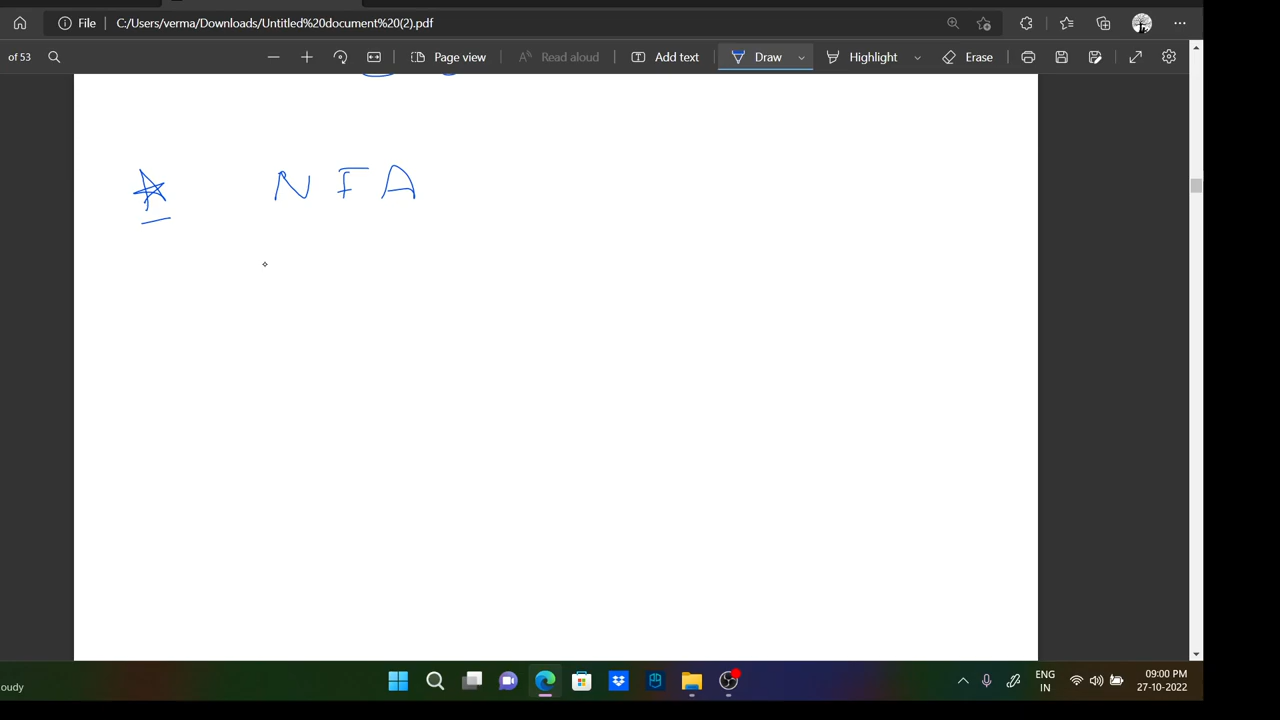 File C:/Users/verma/Downloads/Untitled%20document%20(2).pdf
of 53 Page view Read aloud Add text Draw Highlight Erase
N F A
oudy
ENG
IN
09:00 PM
27-10-2022